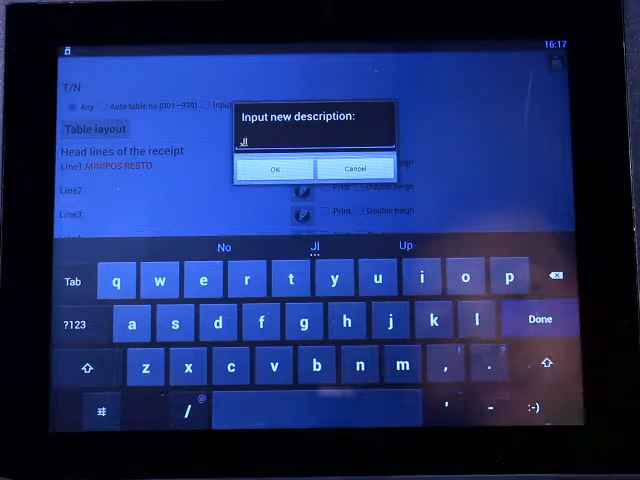 16:17
T/N
Any Auto table no (001~999) Input
Input new description:
Jl
OK Cancel
Table layout
Head lines of the receipt
Line1:MINIPOS RESTO
Line2 Print Double heigh
Line3: Print Double heigh
No Jl Up
Tab q w e r t y u i o p
?123 a s d f g h j k l Done
z x c v b n m , ! . ?
/ @ ' - :-)